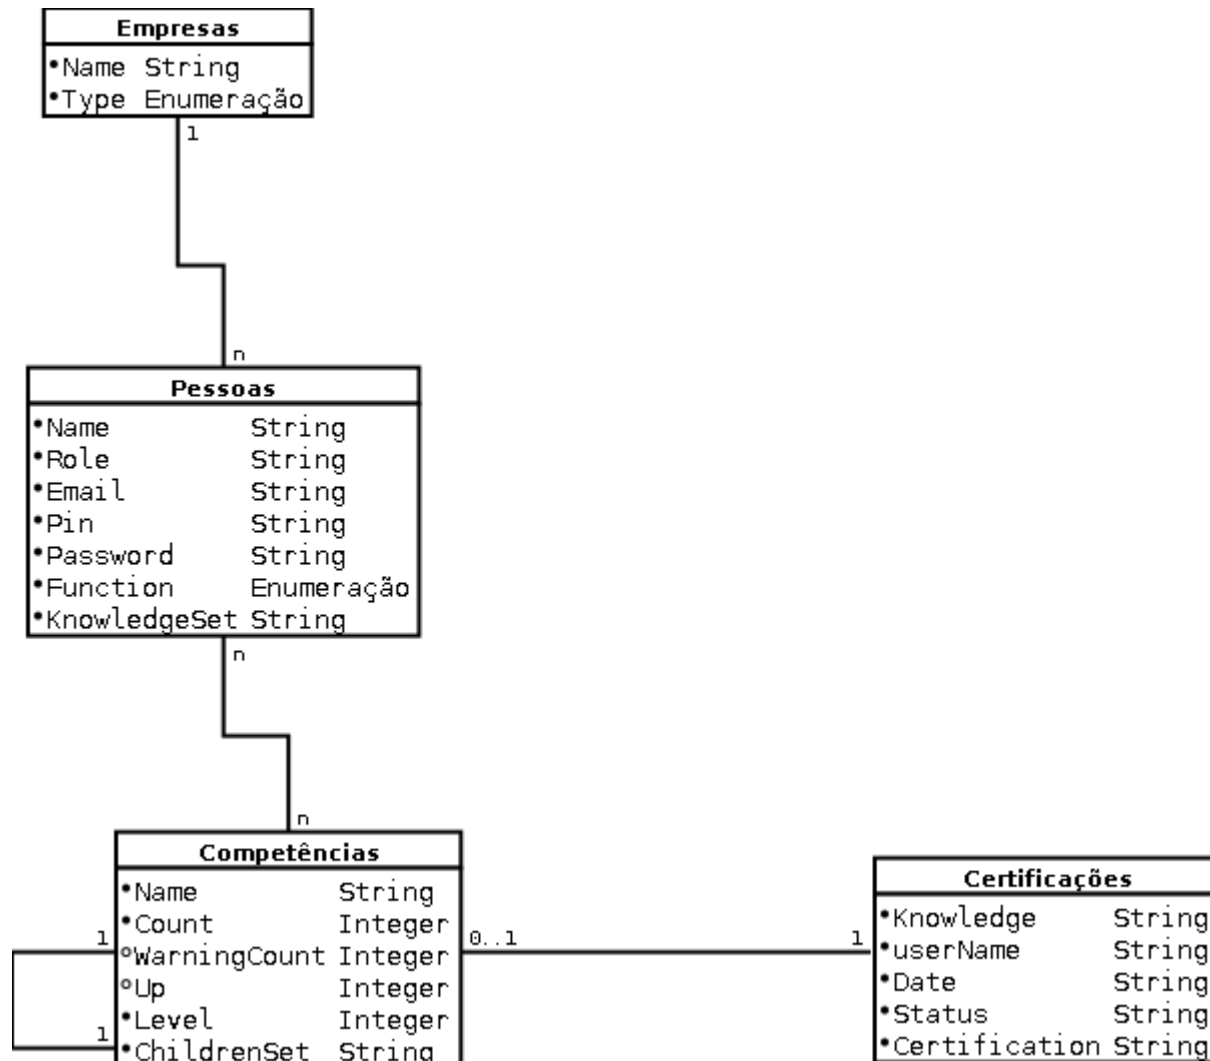 Empresas
•Name String
•Type Enumeração
1
n
Pessoas
•Name String
•Role String
•Email String
•Pin String
•Password String
•Function Enumeração
•KnowledgeSet String
n
n
Competências
•Name String
•Count Integer
°WarningCount Integer
°Up Integer
•Level Integer
•ChildrenSet String
1
1
0..1
1
Certificações
•Knowledge String
•userName String
•Date String
•Status String
•Certification String